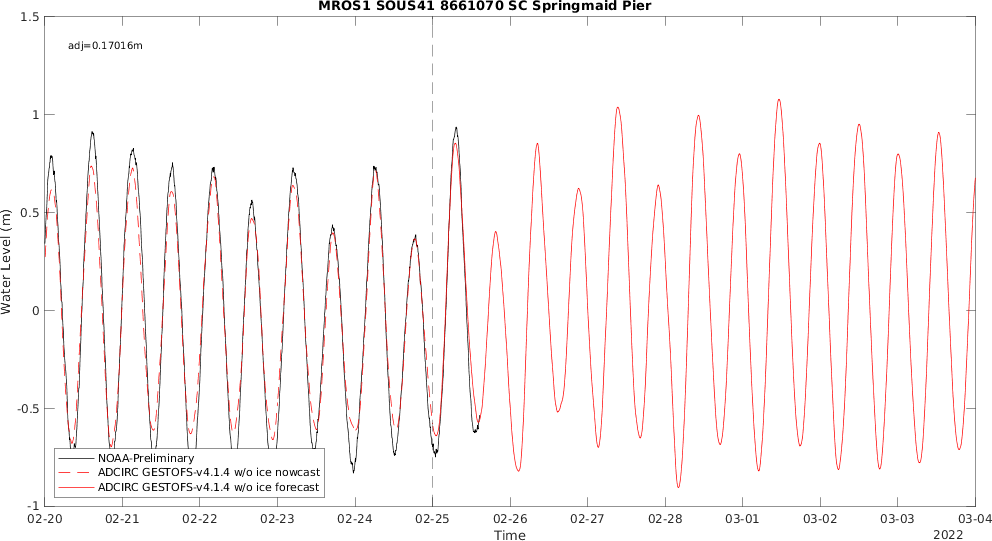 MROS1 SOUS41 8661070 SC Springmaid Pier
adj=0.17016m
1.5
1
0.5
0
-0.5
-1
Water Level (m)
NOAA-Preliminary
ADCIRC GESTOFS-v4.1.4 w/o ice nowcast
ADCIRC GESTOFS-v4.1.4 w/o ice forecast
02-20 02-21 02-22 02-23 02-24 02-25 02-26 02-27 02-28 03-01 03-02 03-03 03-04
Time
2022